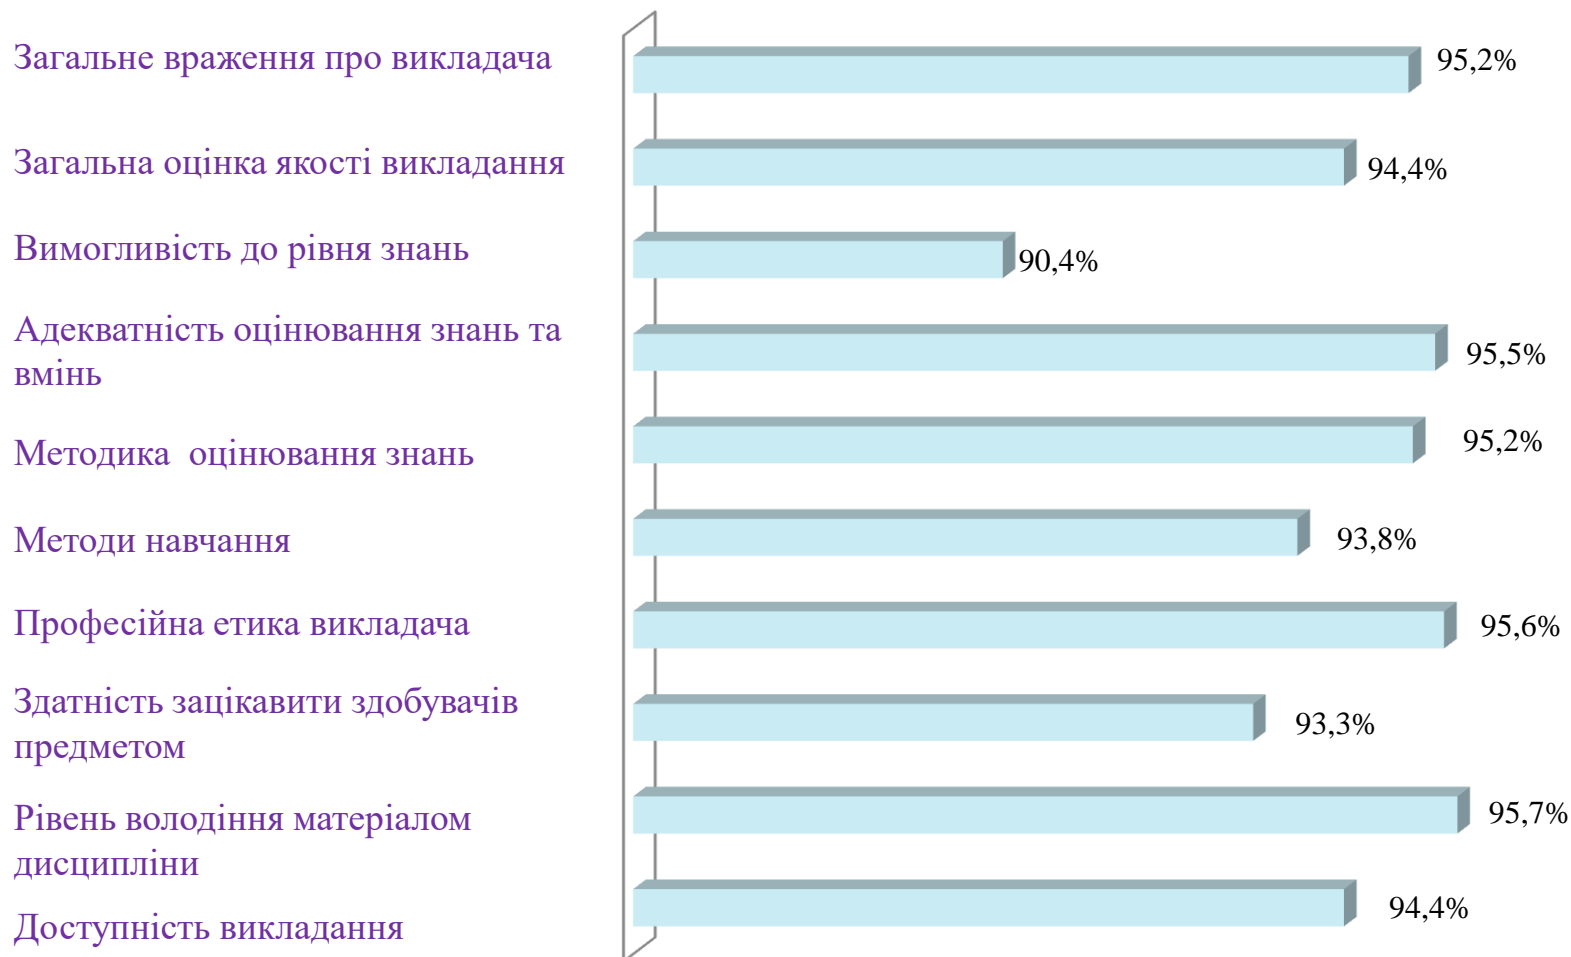 Загальне враження про викладача
95,2%
Загальна оцінка якості викладання
94,4%
Вимогливість до рівня знань
90,4%
Адекватність оцінювання знань та
вмінь
95,5%
Методика  оцінювання знань
95,2%
Методи навчання
93,8%
Професійна етика викладача
95,6%
Здатність зацікавити здобувачів
предметом
93,3%
Рівень володіння матеріалом
дисципліни
95,7%
Доступність викладання
94,4%